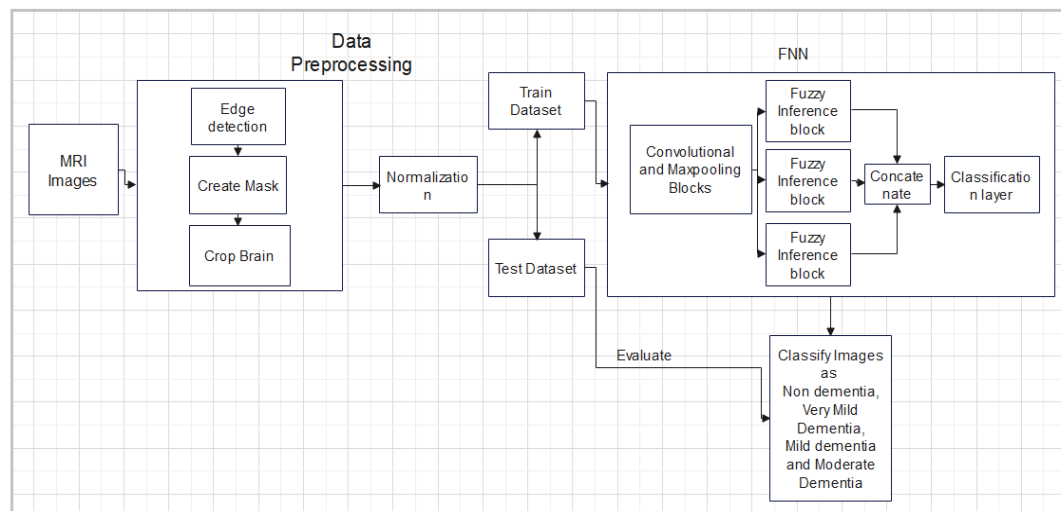 Data
Preprocessing
FNN
MRI
Images
Edge
detection
Create Mask
Crop Brain
Normalizatio
n
Train
Dataset
Test Dataset
Convolutional
and Maxpooling
Blocks
Fuzzy
Inference
block
Fuzzy
Inference
block
Fuzzy
Inference
block
Concate
nate
Classificatio
n layer
Evaluate
Classify Images
as
Non dementia,
Very Mild
Dementia,
Mild dementia
and Moderate
Dementia